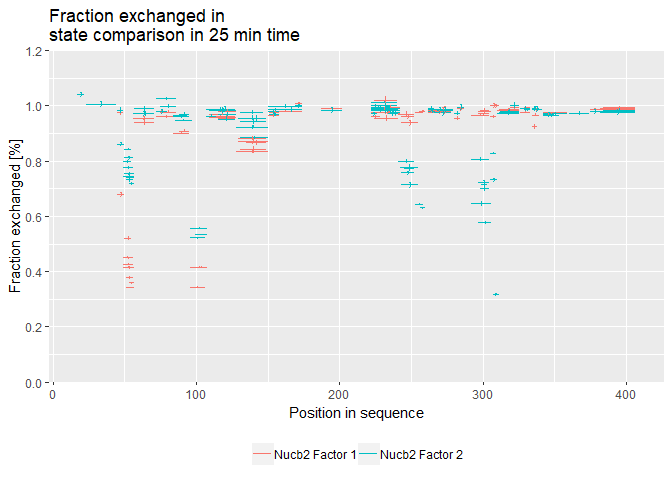 Fraction exchanged in
state comparison in 25 min time
Fraction exchanged [%]
1.2
1.0
0.8
0.6
0.4
0.2
0.0
0
100
200
300
400
Position in sequence
Nucb2 Factor 1
Nucb2 Factor 2